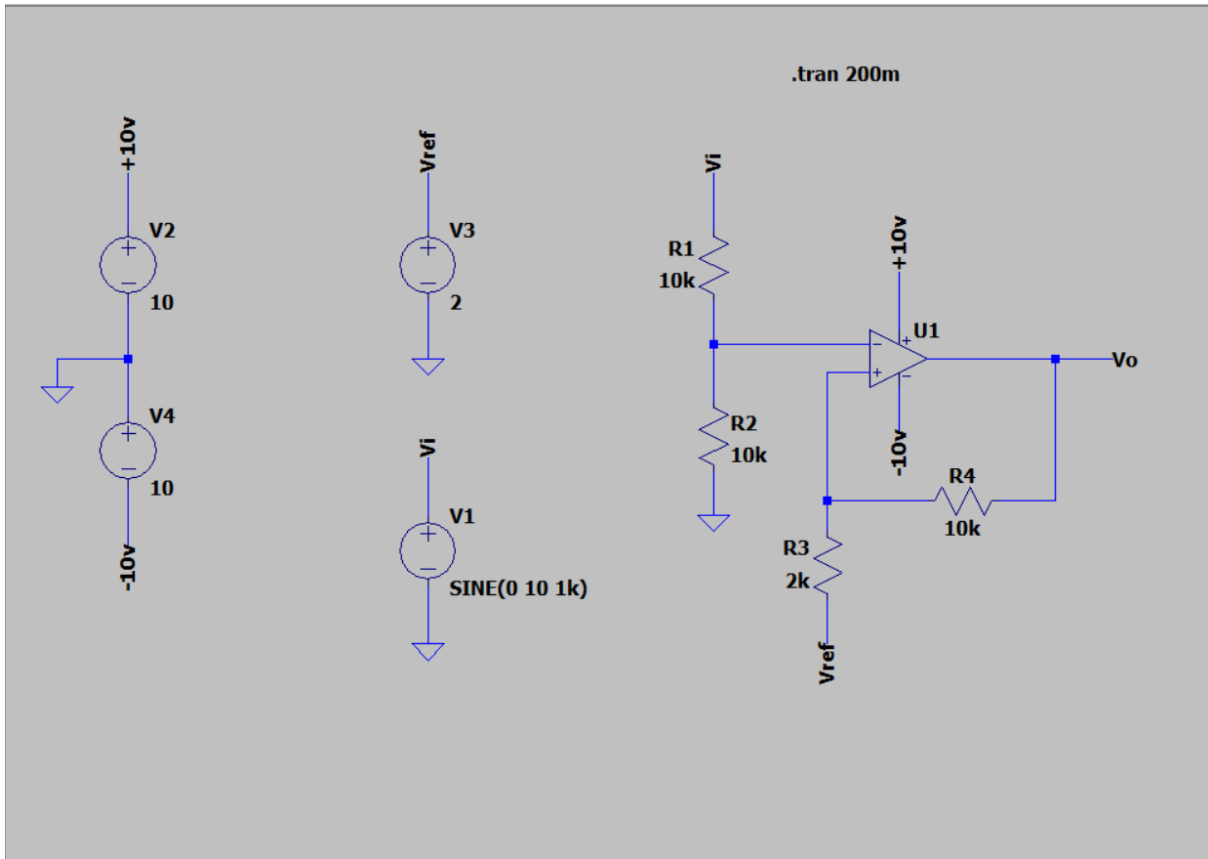 .tran 200m
+10v
V2
10
V4
10
-10v
Vref
V3
2
Vi
V1
SINE(0 10 1k)
Vi
R1
10k
R2
10k
+10v
U1
-10v
Vo
R4
10k
R3
2k
Vref